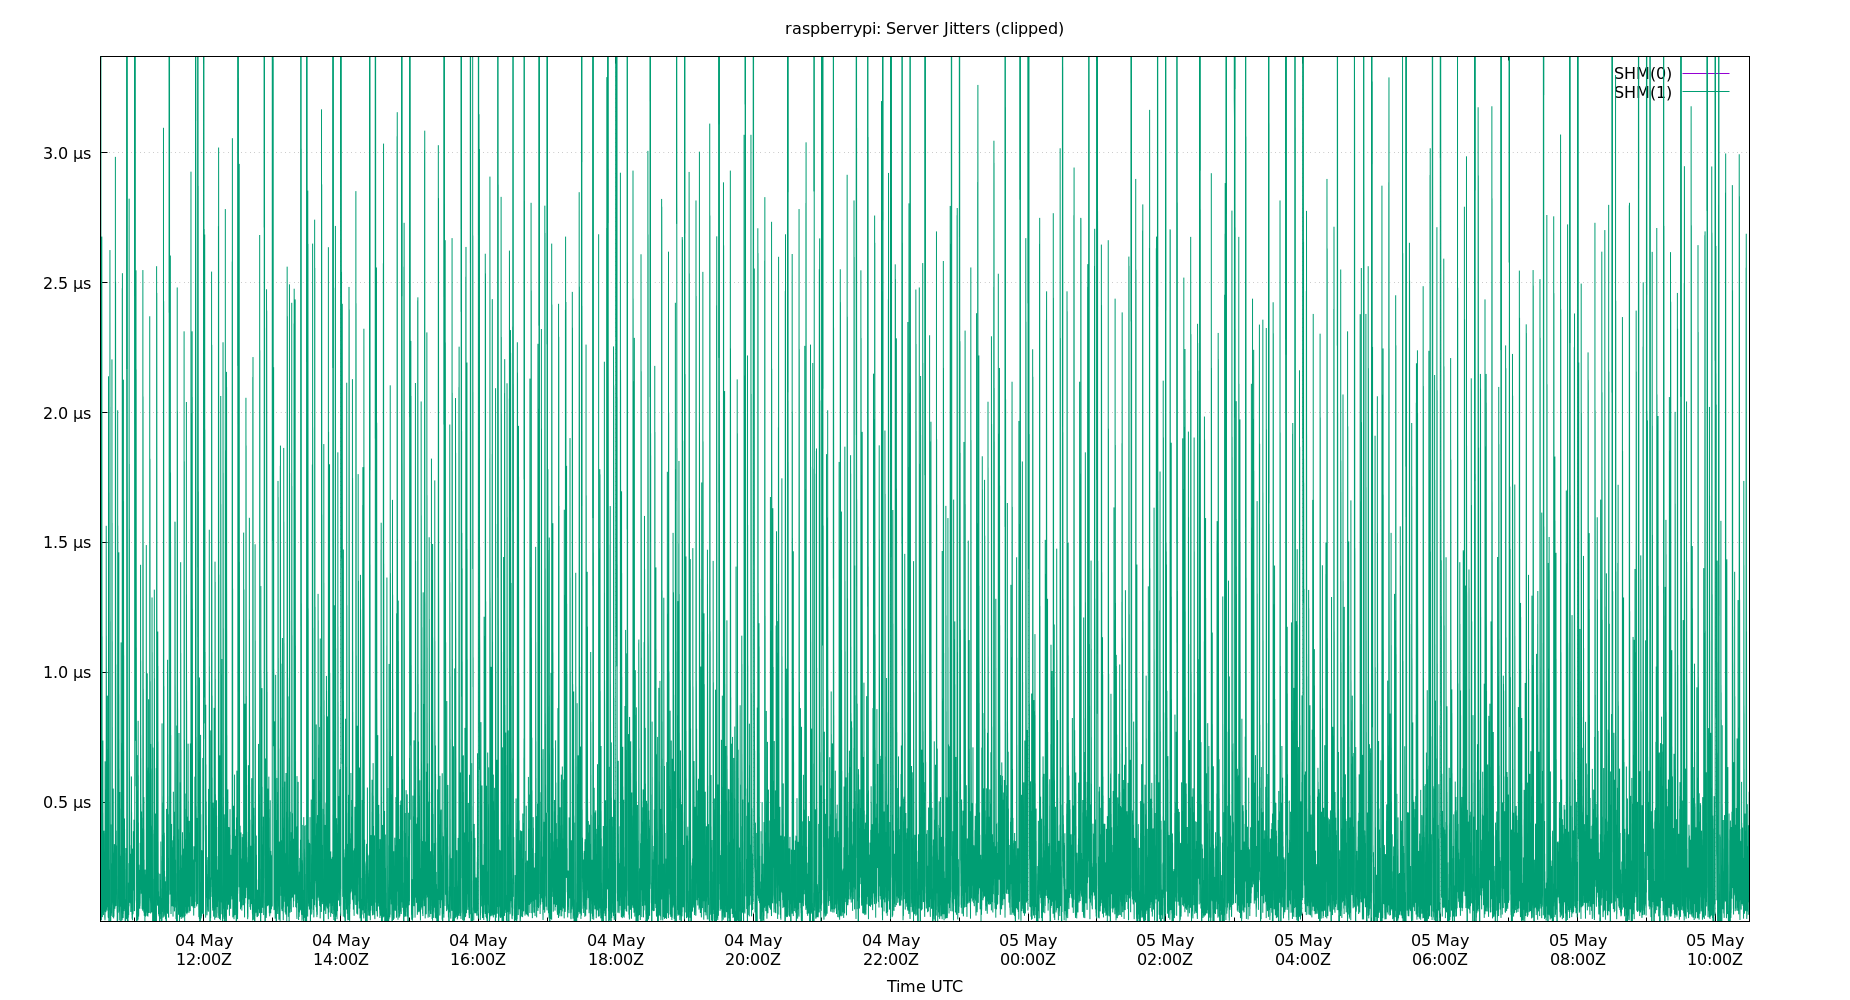 raspberrypi: Server Jitters (clipped)
SHM(0)
SHM(1)
3.0 µs
2.5 µs
2.0 µs
1.5 µs
1.0 µs
0.5 µs
04 May 04 May 04 May 04 May 04 May 04 May 05 May 05 May 05 May 05 May 05 May 05 May
12:00Z 14:00Z 16:00Z 18:00Z 20:00Z 22:00Z 00:00Z 02:00Z 04:00Z 06:00Z 08:00Z 10:00Z
Time UTC